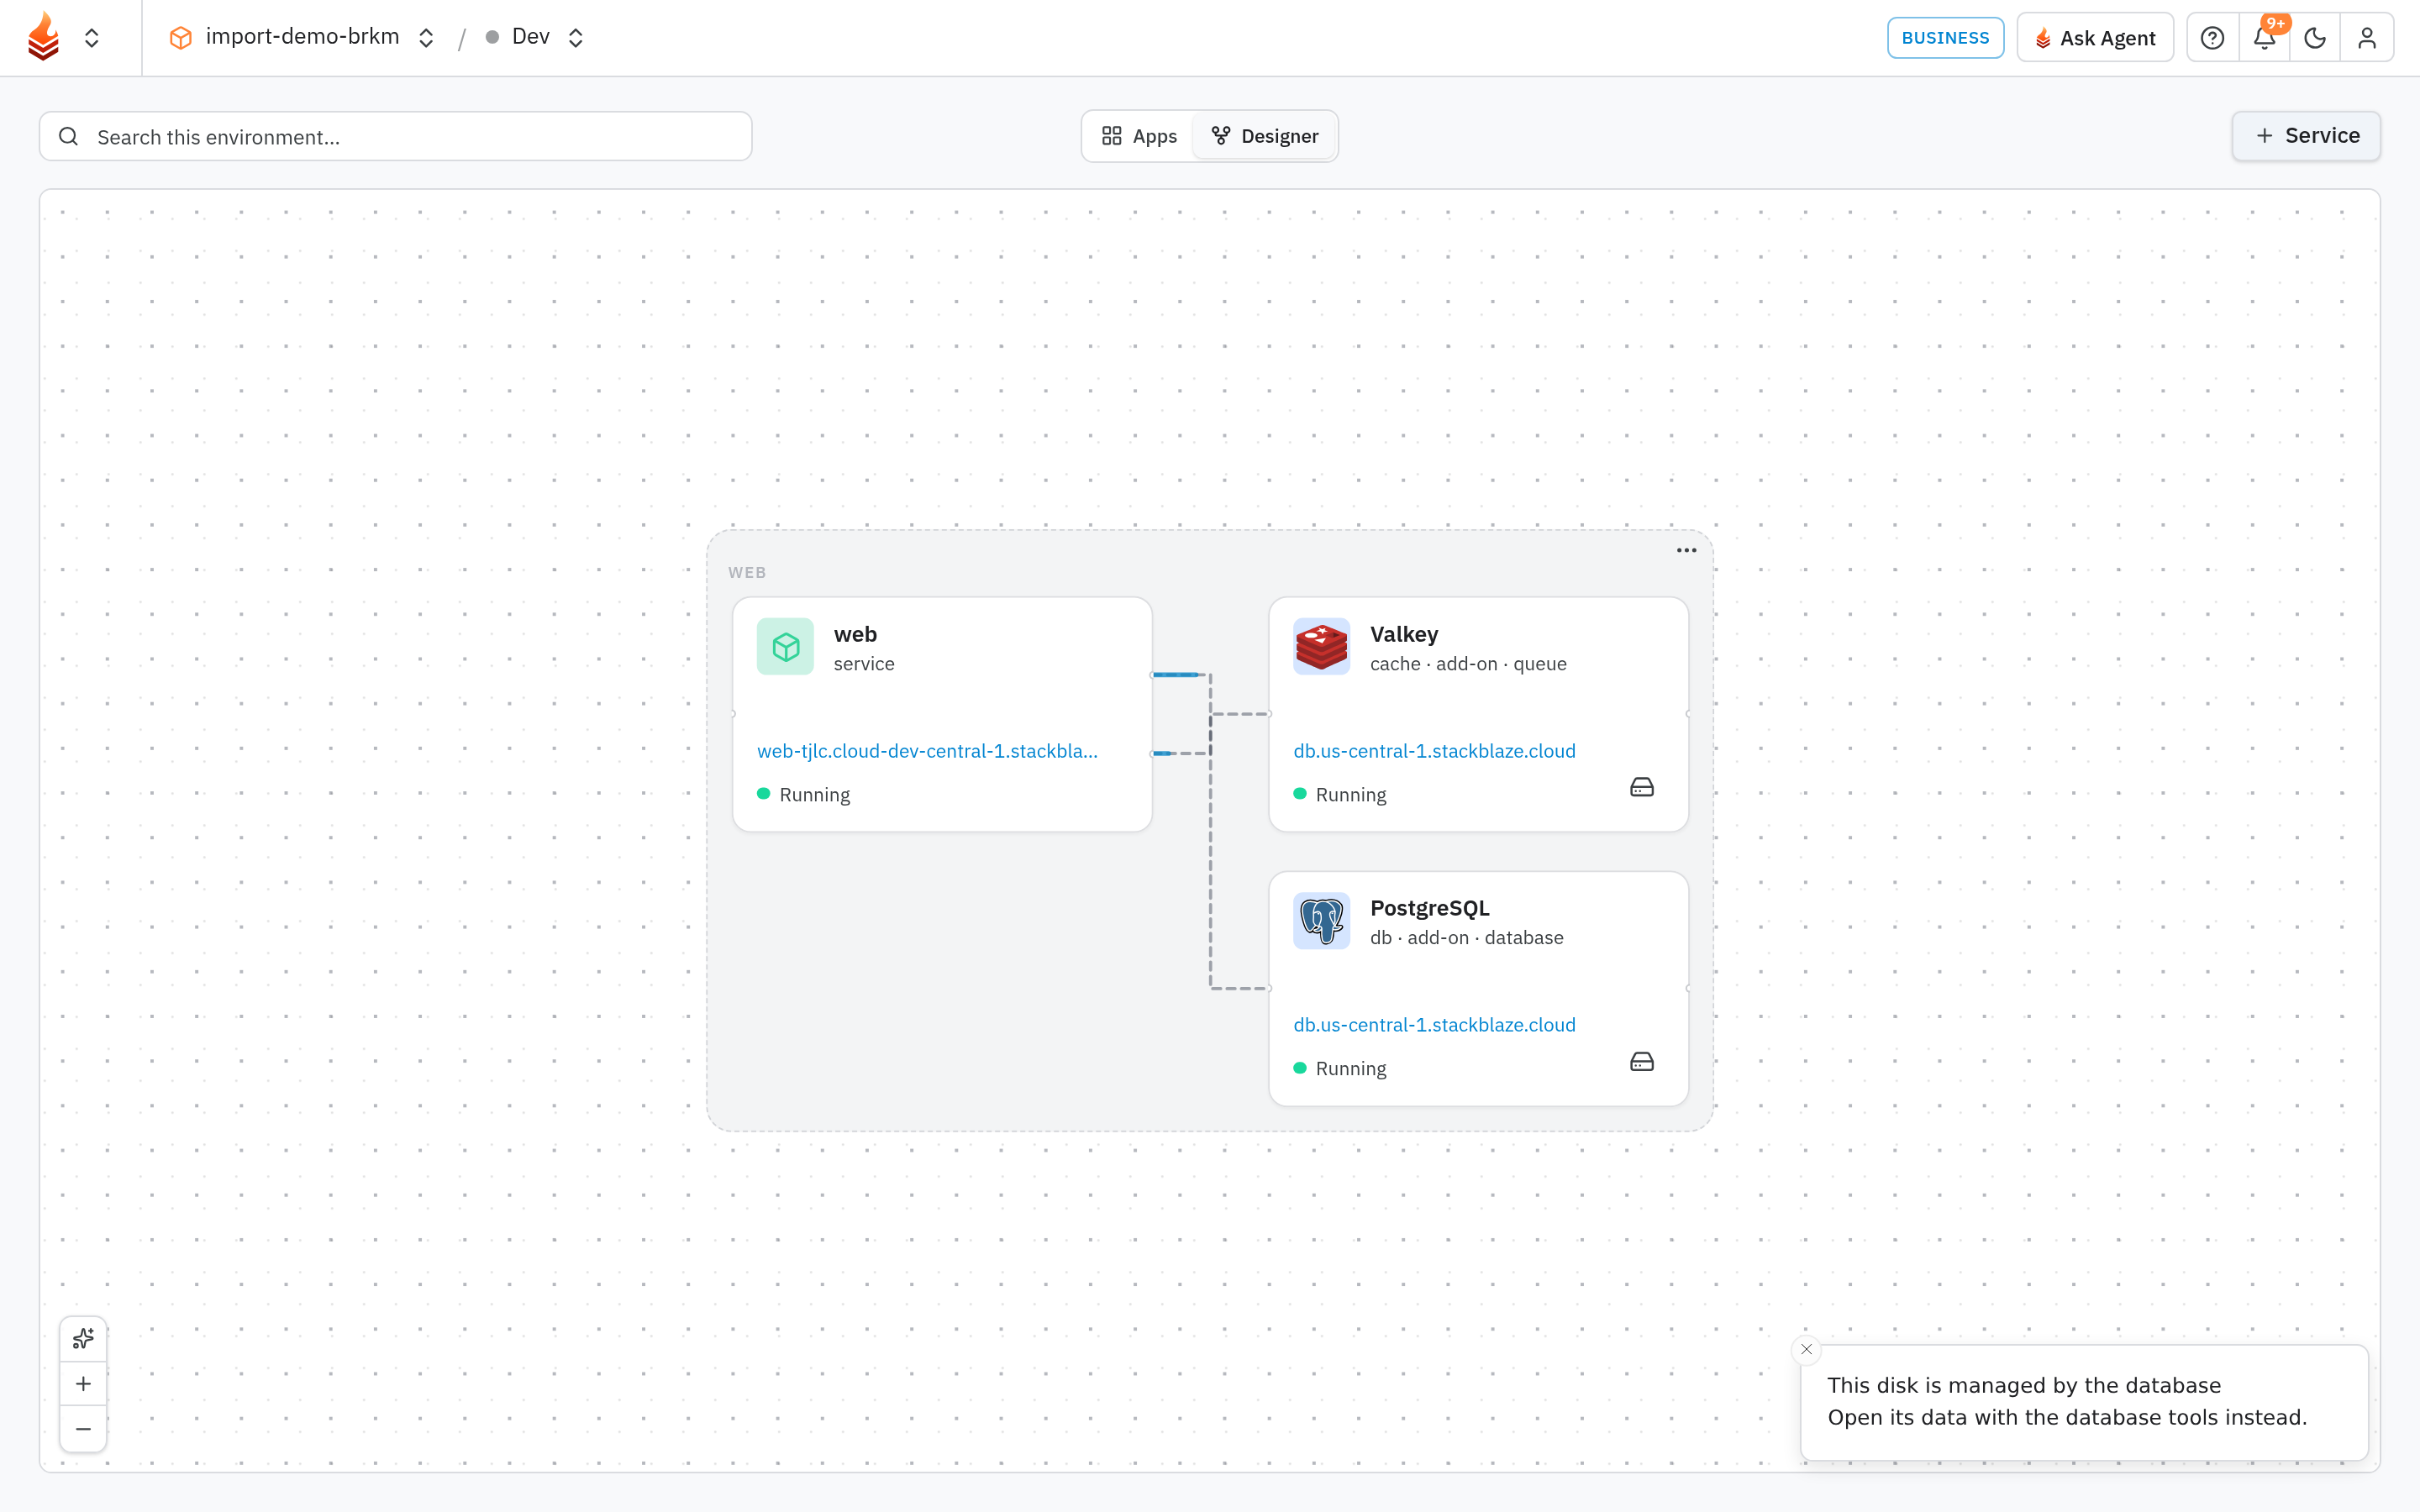 import-demo-brkm / Dev
BUSINESS
Ask Agent
9+
Search this environment...
Apps
Designer
+ Service
WEB
web
service
web-tjlc.cloud-dev-central-1.stackbla...
Running
Valkey
cache · add-on · queue
db.us-central-1.stackblaze.cloud
Running
PostgreSQL
db · add-on · database
db.us-central-1.stackblaze.cloud
Running
This disk is managed by the database
Open its data with the database tools instead.